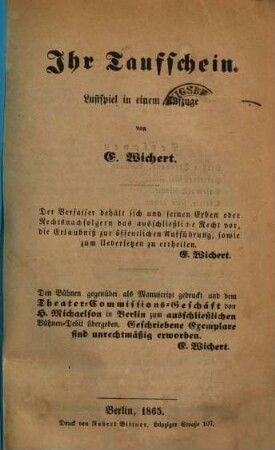 Ihr Taufschein.
Lustspiel in einem Aufzuge
von
E. Wichert.
Der Verfasser behält sich und seinen Erben oder
Rechtsnachfolgern das ausschließliche Recht vor,
die Erlaubniß zur öffentlichen Aufführung, sowie
zum Uebersetzen zu ertheilen.
E. Wichert.
Den Bühnen gegenüber als Manuscript gedruckt und dem
Theater-Commissions-Geschäft von
H. Michaelson in Berlin zum ausschließlichen
Bühnen-Debit übergeben. Geschriebene Exemplare
sind unrechtmäßig erworben.
E. Wichert.
Berlin, 1865.
Druck von Robert Bittner, Leipziger Straße 107.